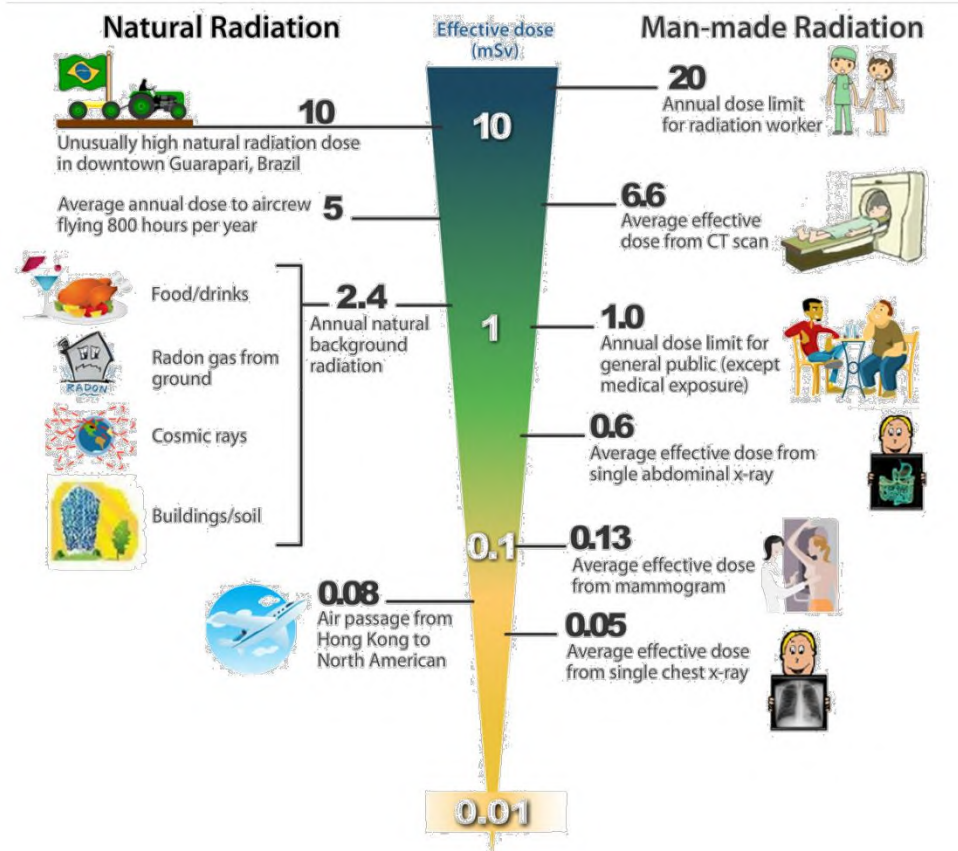 Natural Radiation
Effective dose
(mSv)
Man-made Radiation
10
Unusually high natural radiation dose
in downtown Guarapari, Brazil
Average annual dose to aircrew
flying 800 hours per year
5
Food/drinks
Radon gas from
ground
RADON
Cosmic rays
Buildings/soil
2.4
Annual natural
background
radiation
0.08
Air passage from
Hong Kong to
North American
10
1
0.1
0.01
20
Annual dose limit
for radiation worker
6.6
Average effective
dose from CT scan
1.0
Annual dose limit for
general public (except
medical exposure)
0.6
Average effective dose from
single abdominal x-ray
0.13
Average effective dose
from mammogram
0.05
Average effective dose
from single chest x-ray